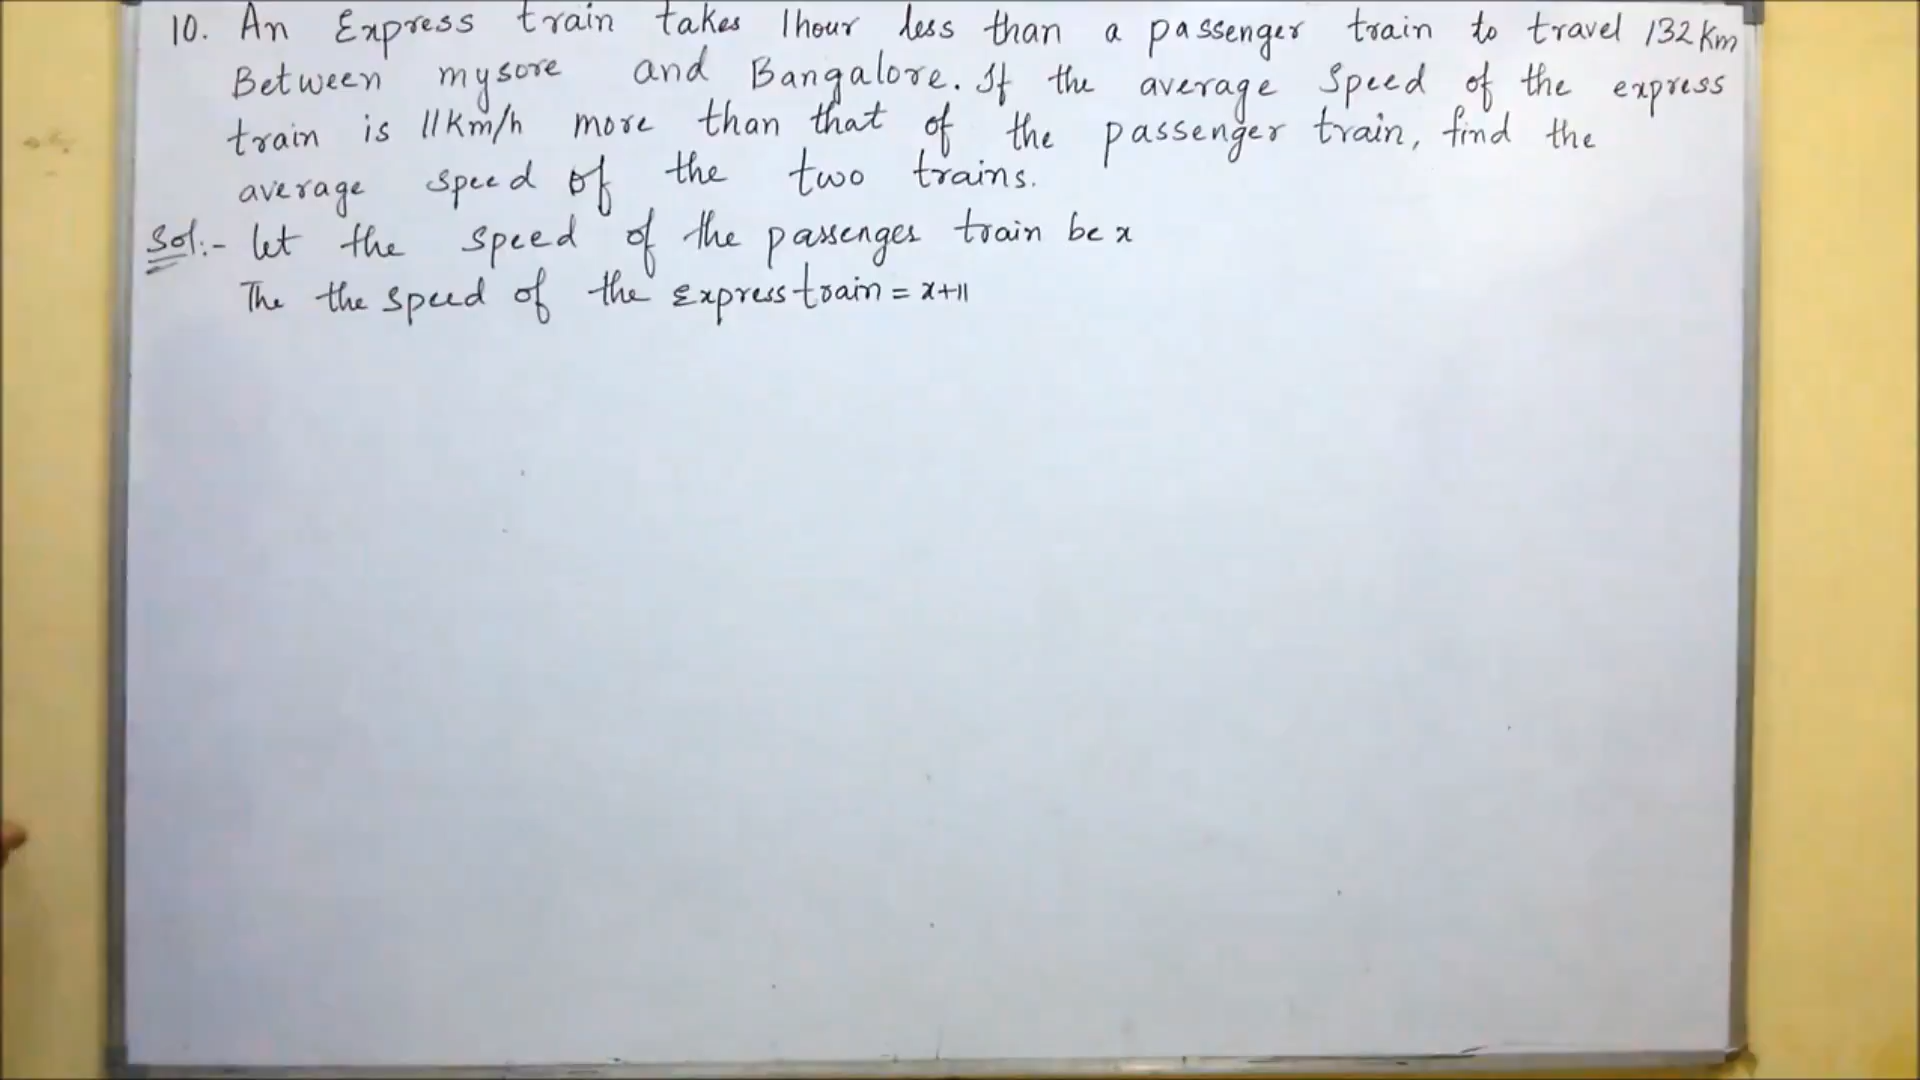 10. An Express train takes 1hour less than a passenger train to travel 132km
Between mysore and Bangalore. If the average Speed of the express
train is 11km/h more than that of the passenger train, find the
average speed of the two trains.
Sol:- let the speed of the passenger train be x
The the speed of the Express train = x+11